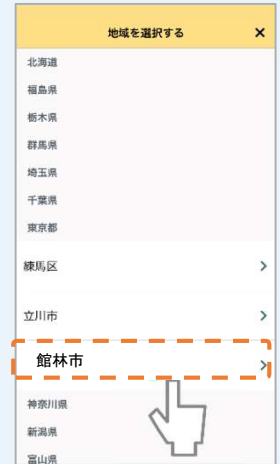 地域を選択する ×
北海道
福島県
栃木県
群馬県
埼玉県
千葉県
東京都
練馬区
立川市
館林市
神奈川県
新潟県
富山県